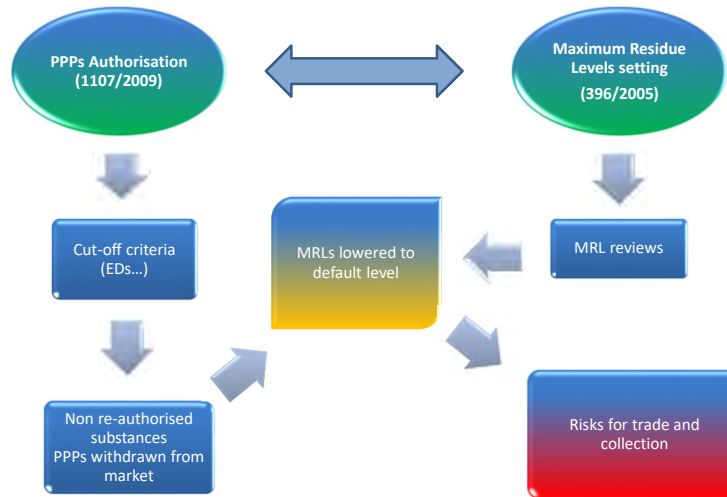 PPPs Authorisation
(1107/2009)
Maximum Residue
Levels setting
(396/2005)
Cut-off criteria
(EDs...)
MRLs lowered to
default level
MRL reviews
Non re-authorised
substances
PPPs withdrawn from
market
Risks for trade and
collection